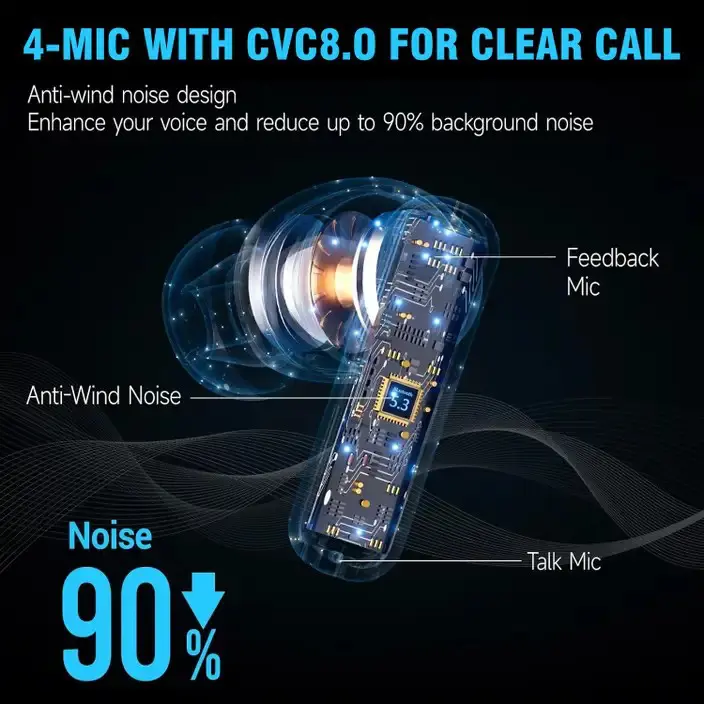 4-MIC WITH CVC8.0 FOR CLEAR CALL
Anti-wind noise design
Enhance your voice and reduce up to 90% background noise
Feedback
Mic
Anti-Wind Noise
5.3
Talk Mic
Noise
90%